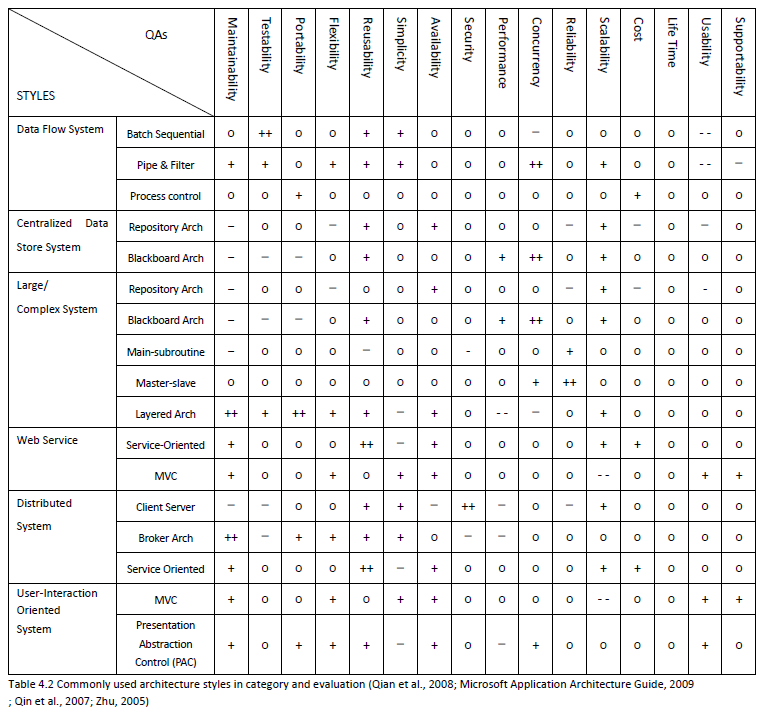 QAs
STYLES
Maintainability Testability Portability Flexibility Reusability Simplicity Availability Security Performance Concurrency Reliability Scalability Cost Life Time Usability Supportability
Data Flow System Batch Sequential o ++ o o + + o o o – o o o o -- o
Pipe & Filter + + o + + + o o o ++ o + o o -- –
Process control o o + o o o o o o o o o + o o o
Centralized Data
Store System
Repository Arch – o o – + o + o o o – + – o – o
Blackboard Arch – – – o + o o o + ++ o + o o o o
Large/
Complex System
Repository Arch – o o – o o + o o o – + – o - o
Blackboard Arch – – – o + o o o + ++ o + o o o o
Main-subroutine – o o o – o o - o o + o o o o o
Master-slave o o o o o o o o o + ++ o o o o o
Layered Arch ++ + ++ + + – + o -- – o + o o o o
Web Service Service-Oriented + o o o ++ – + o o o o + + o o o
MVC + o o + o + + o o o o -- o o + +
Distributed
System
Client Server – – o o + + – ++ – o – + o o o o
Broker Arch ++ – + + + + o – – o o o o o o o
Service Oriented + o o o ++ – + o o o o + + o o o
User-Interaction
Oriented
System
MVC + o o + o + + o o o o -- o o + +
Presentation
Abstraction
Control (PAC)
+ o + + + – + o – + o o o o + o
Table 4.2 Commonly used architecture styles in category and evaluation (Qian et al., 2008; Microsoft Application Architecture Guide, 2009
; Qin et al., 2007; Zhu, 2005)